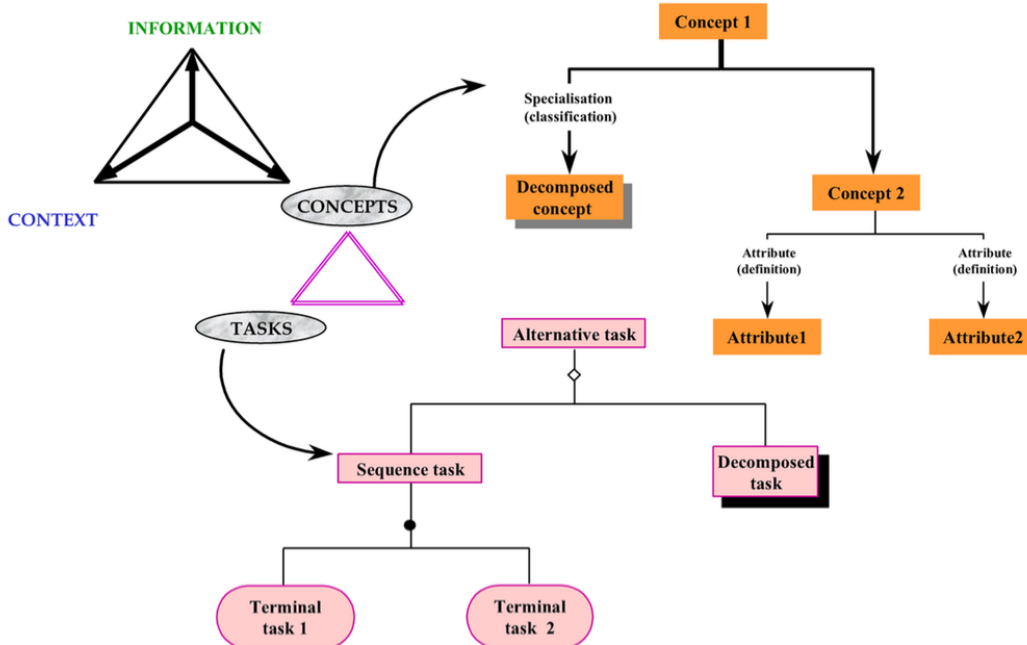 INFORMATION
CONTEXT
CONCEPTS
TASKS
Concept 1
Specialisation
(classification)
Decomposed
concept
Concept 2
Attribute
(definition)
Attribute
(definition)
Attribute1
Attribute2
Alternative task
Sequence task
Decomposed
task
Terminal
task 1
Terminal
task 2